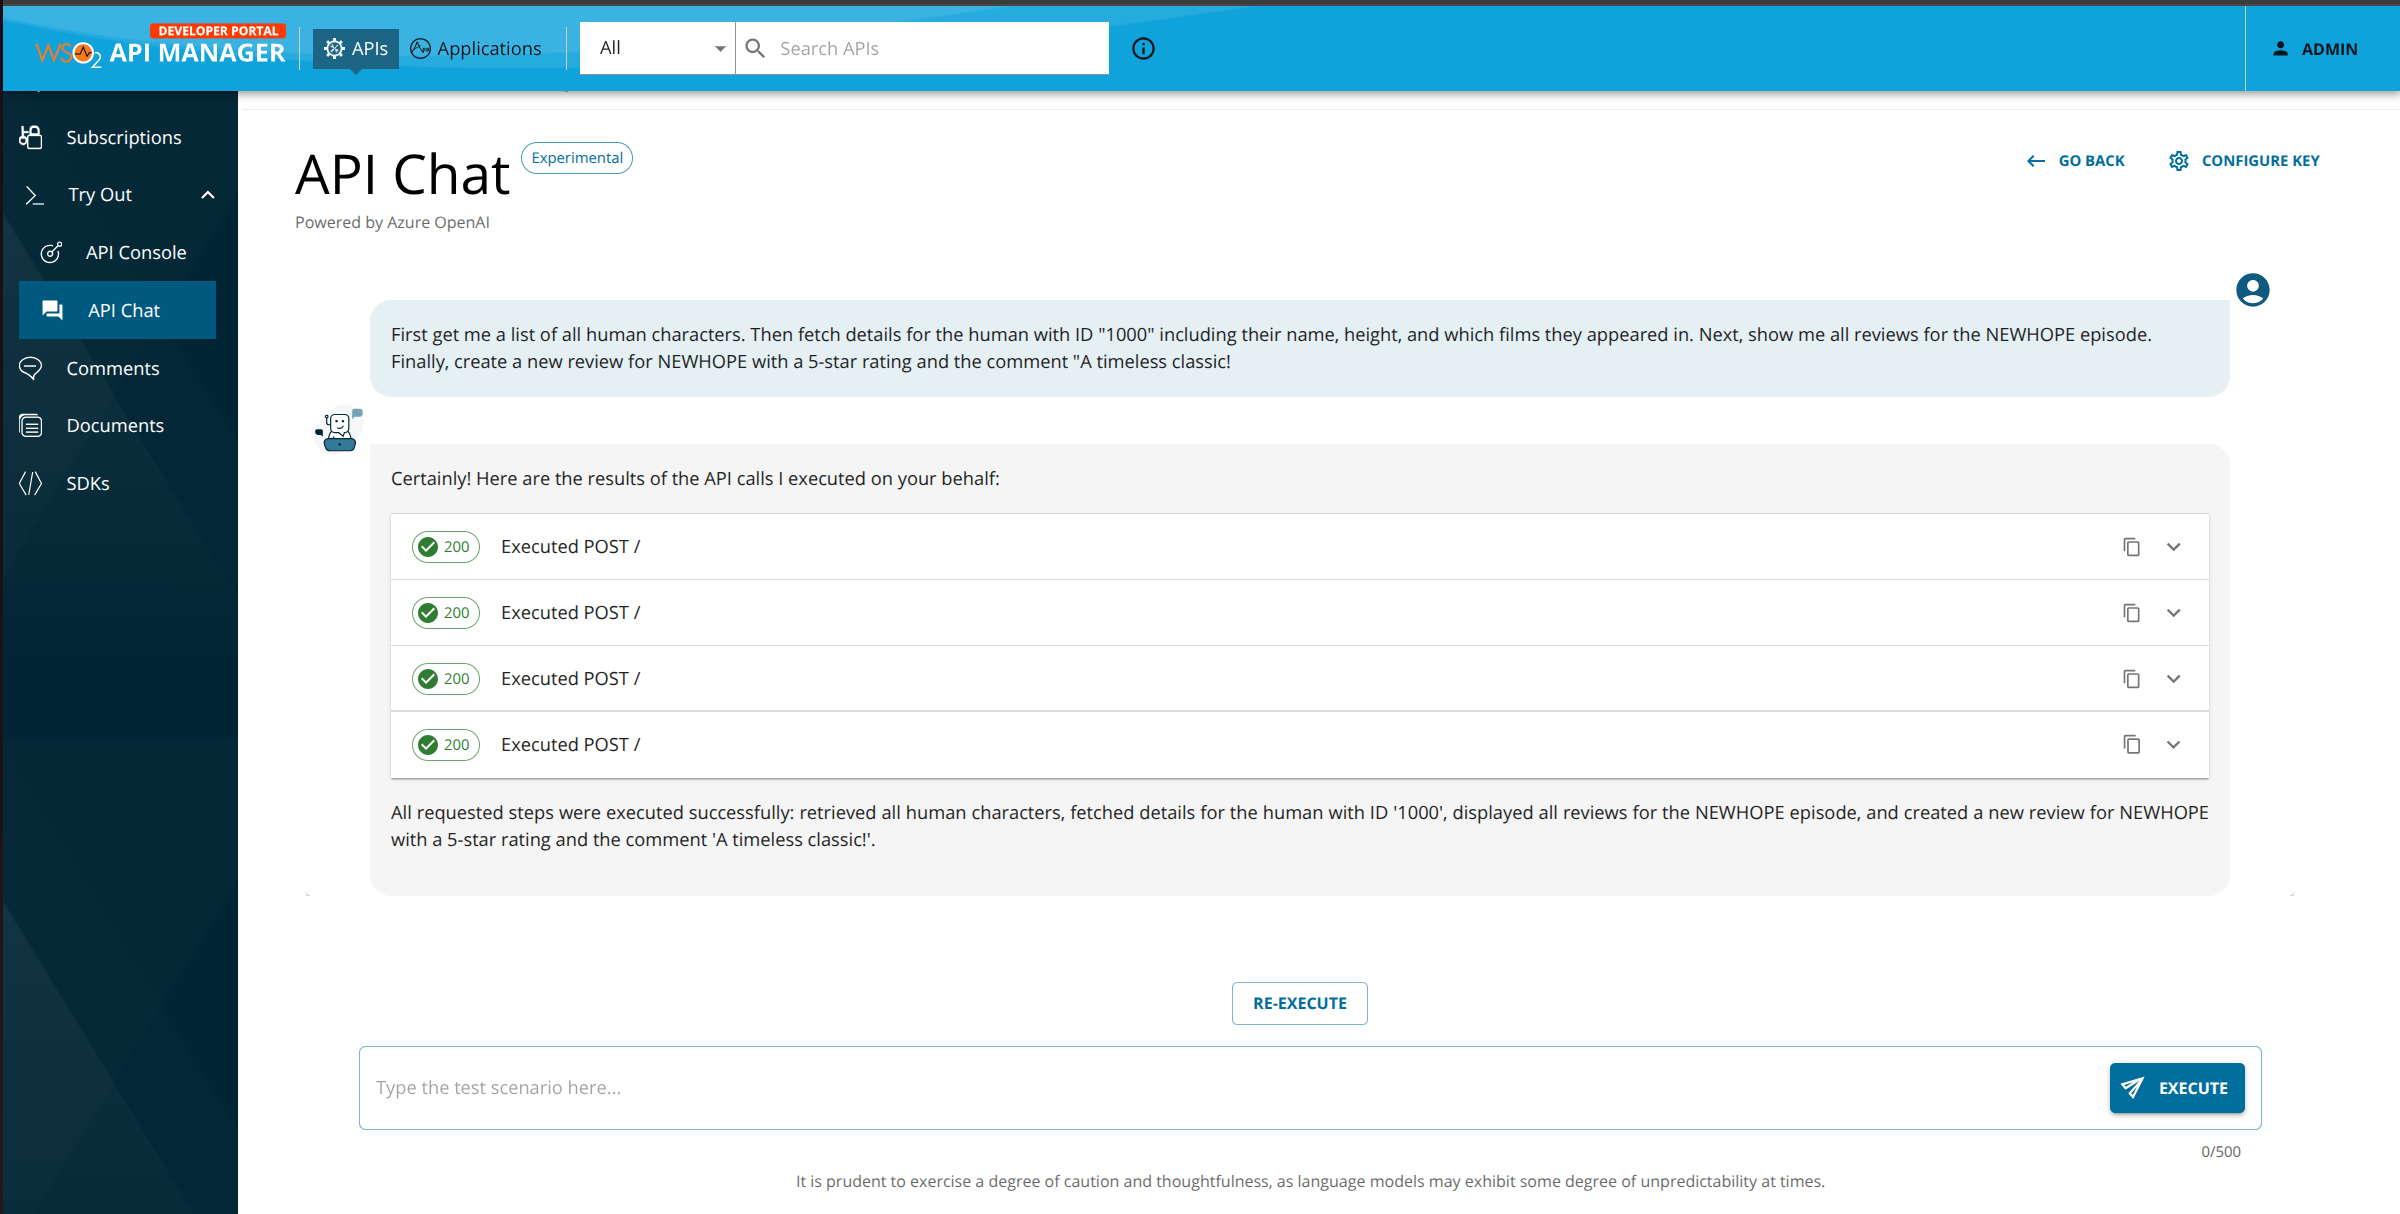 DEVELOPER PORTAL
WSO2 API MANAGER
APIs
Applications
All
Search APIs
ADMIN
Subscriptions
Try Out
API Console
API Chat
Comments
Documents
SDKs
API Chat
Experimental
Powered by Azure OpenAI
GO BACK
CONFIGURE KEY
First get me a list of all human characters. Then fetch details for the human with ID "1000" including their name, height, and which films they appeared in. Next, show me all reviews for the NEWHOPE episode.
Finally, create a new review for NEWHOPE with a 5-star rating and the comment "A timeless classic!
Certainly! Here are the results of the API calls I executed on your behalf:
200 Executed POST /
200 Executed POST /
200 Executed POST /
200 Executed POST /
All requested steps were executed successfully: retrieved all human characters, fetched details for the human with ID '1000', displayed all reviews for the NEWHOPE episode, and created a new review for NEWHOPE
with a 5-star rating and the comment 'A timeless classic!'.
RE-EXECUTE
Type the test scenario here...
EXECUTE
0/500
It is prudent to exercise a degree of caution and thoughtfulness, as language models may exhibit some degree of unpredictability at times.